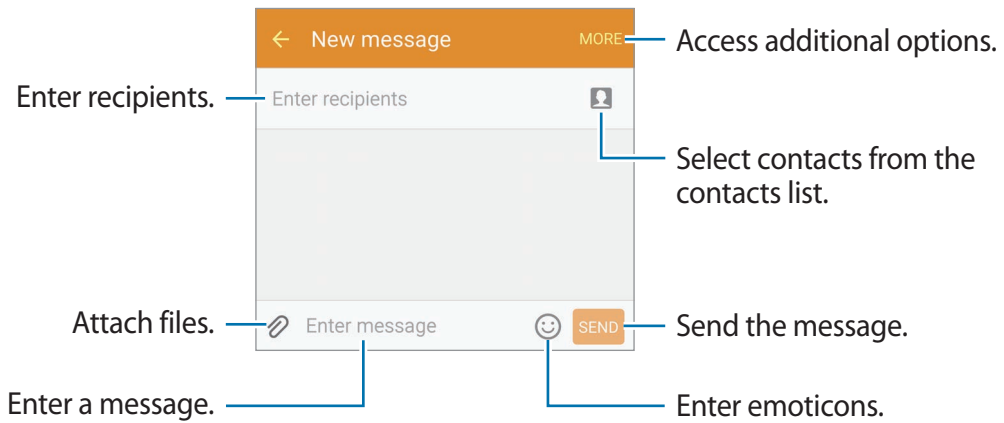 New message
MORE
Access additional options.
Enter recipients.
Enter recipients
Select contacts from the
contacts list.
Attach files.
Enter message
SEND
Send the message.
Enter a message.
Enter emoticons.